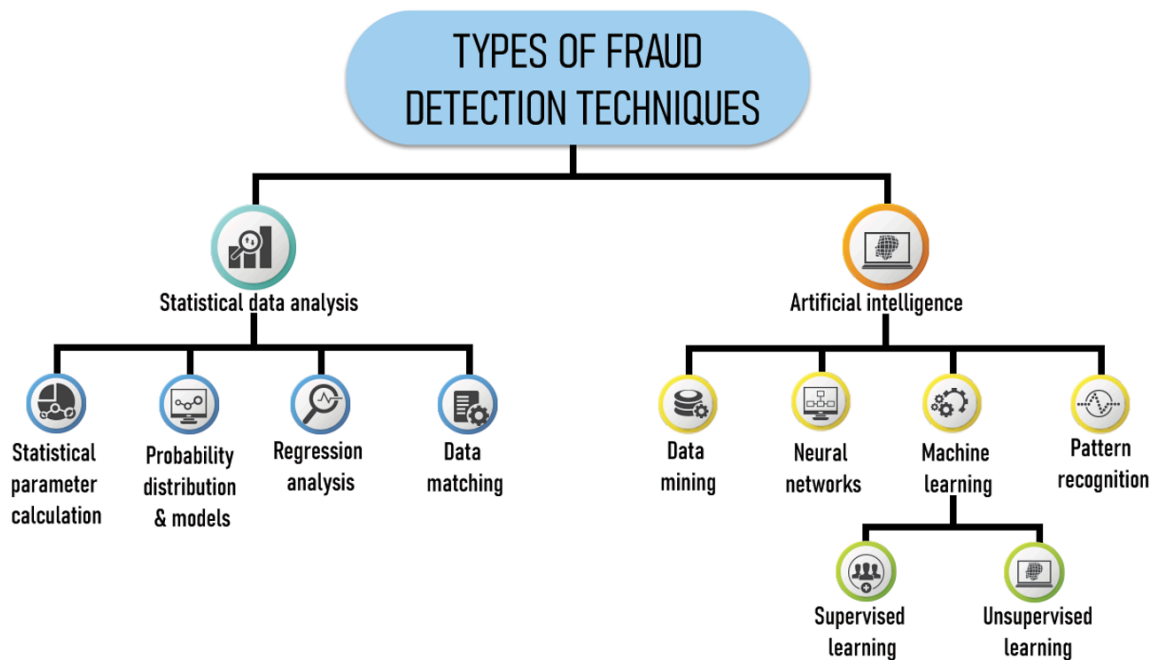 TYPES OF FRAUD
DETECTION TECHNIQUES
Statistical data analysis
Artificial intelligence
Statistical
parameter
calculation
Probability
distribution
& models
Regression
analysis
Data
matching
Data
mining
Neural
networks
Machine
learning
Pattern
recognition
Supervised
learning
Unsupervised
learning